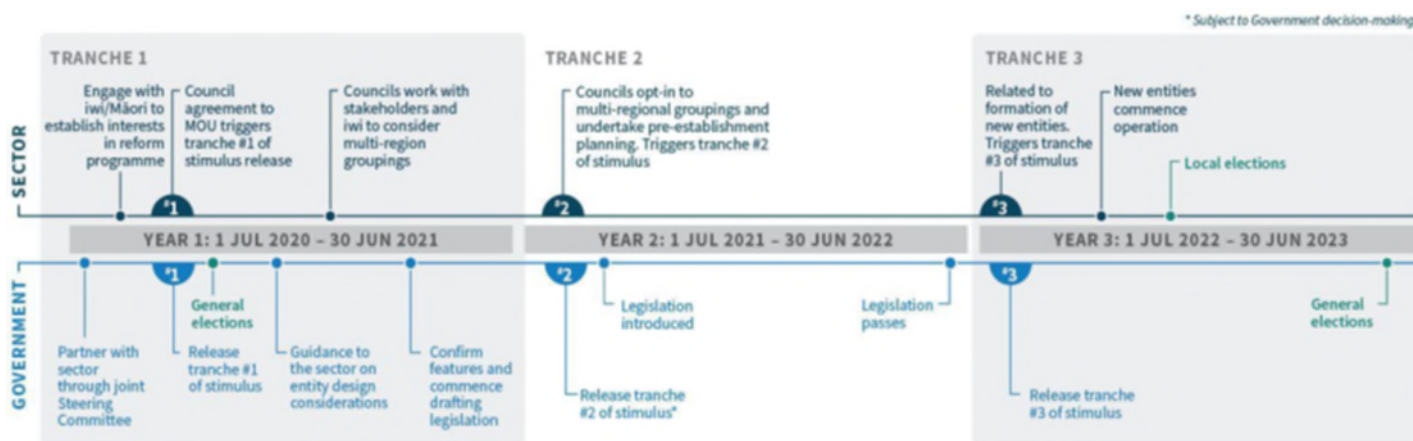 * Subject to Government decision-making
TRANCHE 1
TRANCHE 2
TRANCHE 3
SECTOR
Engage with
iwi/Māori to
establish interests
in reform
programme
Council
agreement to
MOU triggers
tranche #1 of
stimulus release
Councils work with
stakeholders and
iwi to consider
multi-region
groupings
Councils opt-in to
multi-regional groupings and
undertake pre-establishment
planning. Triggers tranche #2
of stimulus
Related to
formation of
new entities.
Triggers tranche
#3 of stimulus
New entities
commence
operation
Local elections
#1
#2
#3
YEAR 1: 1 JUL 2020 – 30 JUN 2021
YEAR 2: 1 JUL 2021 – 30 JUN 2022
YEAR 3: 1 JUL 2022 – 30 JUN 2023
GOVERNMENT
#1
#2
#3
Partner with
sector
through joint
Steering
Committee
Release
tranche #1
of stimulus
General
elections
Guidance to
the sector on
entity design
considerations
Confirm
features and
commence
drafting
legislation
Release tranche
#2 of stimulus*
Legislation
introduced
Legislation
passes
Release tranche
#3 of stimulus
General
elections